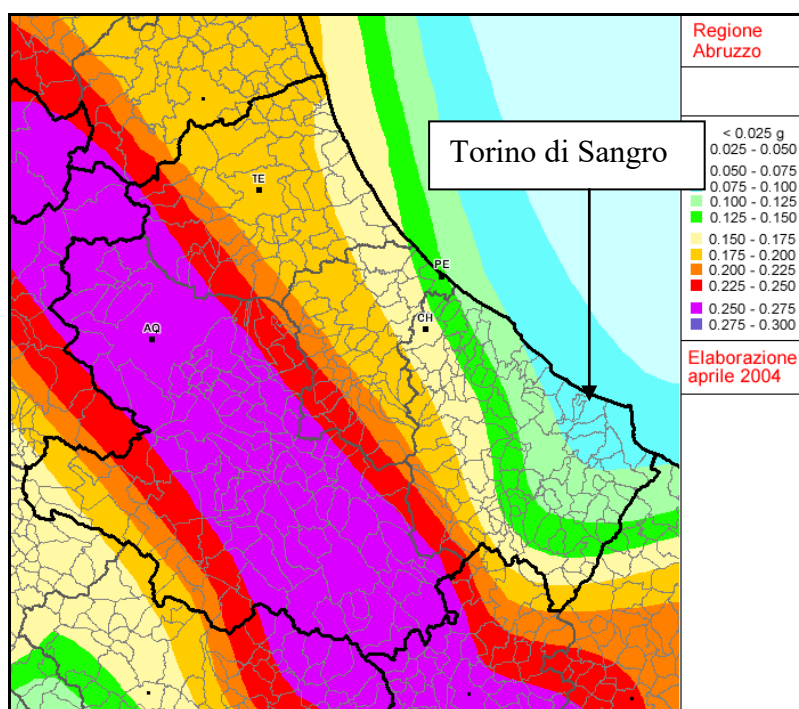 Regione
Abruzzo
Torino di Sangro
< 0.025 g
0.025 - 0.050
0.050 - 0.075
0.075 - 0.100
0.100 - 0.125
0.125 - 0.150
0.150 - 0.175
0.175 - 0.200
0.200 - 0.225
0.225 - 0.250
0.250 - 0.275
0.275 - 0.300
Elaborazione
aprile 2004
TE
PE
CH
AQ